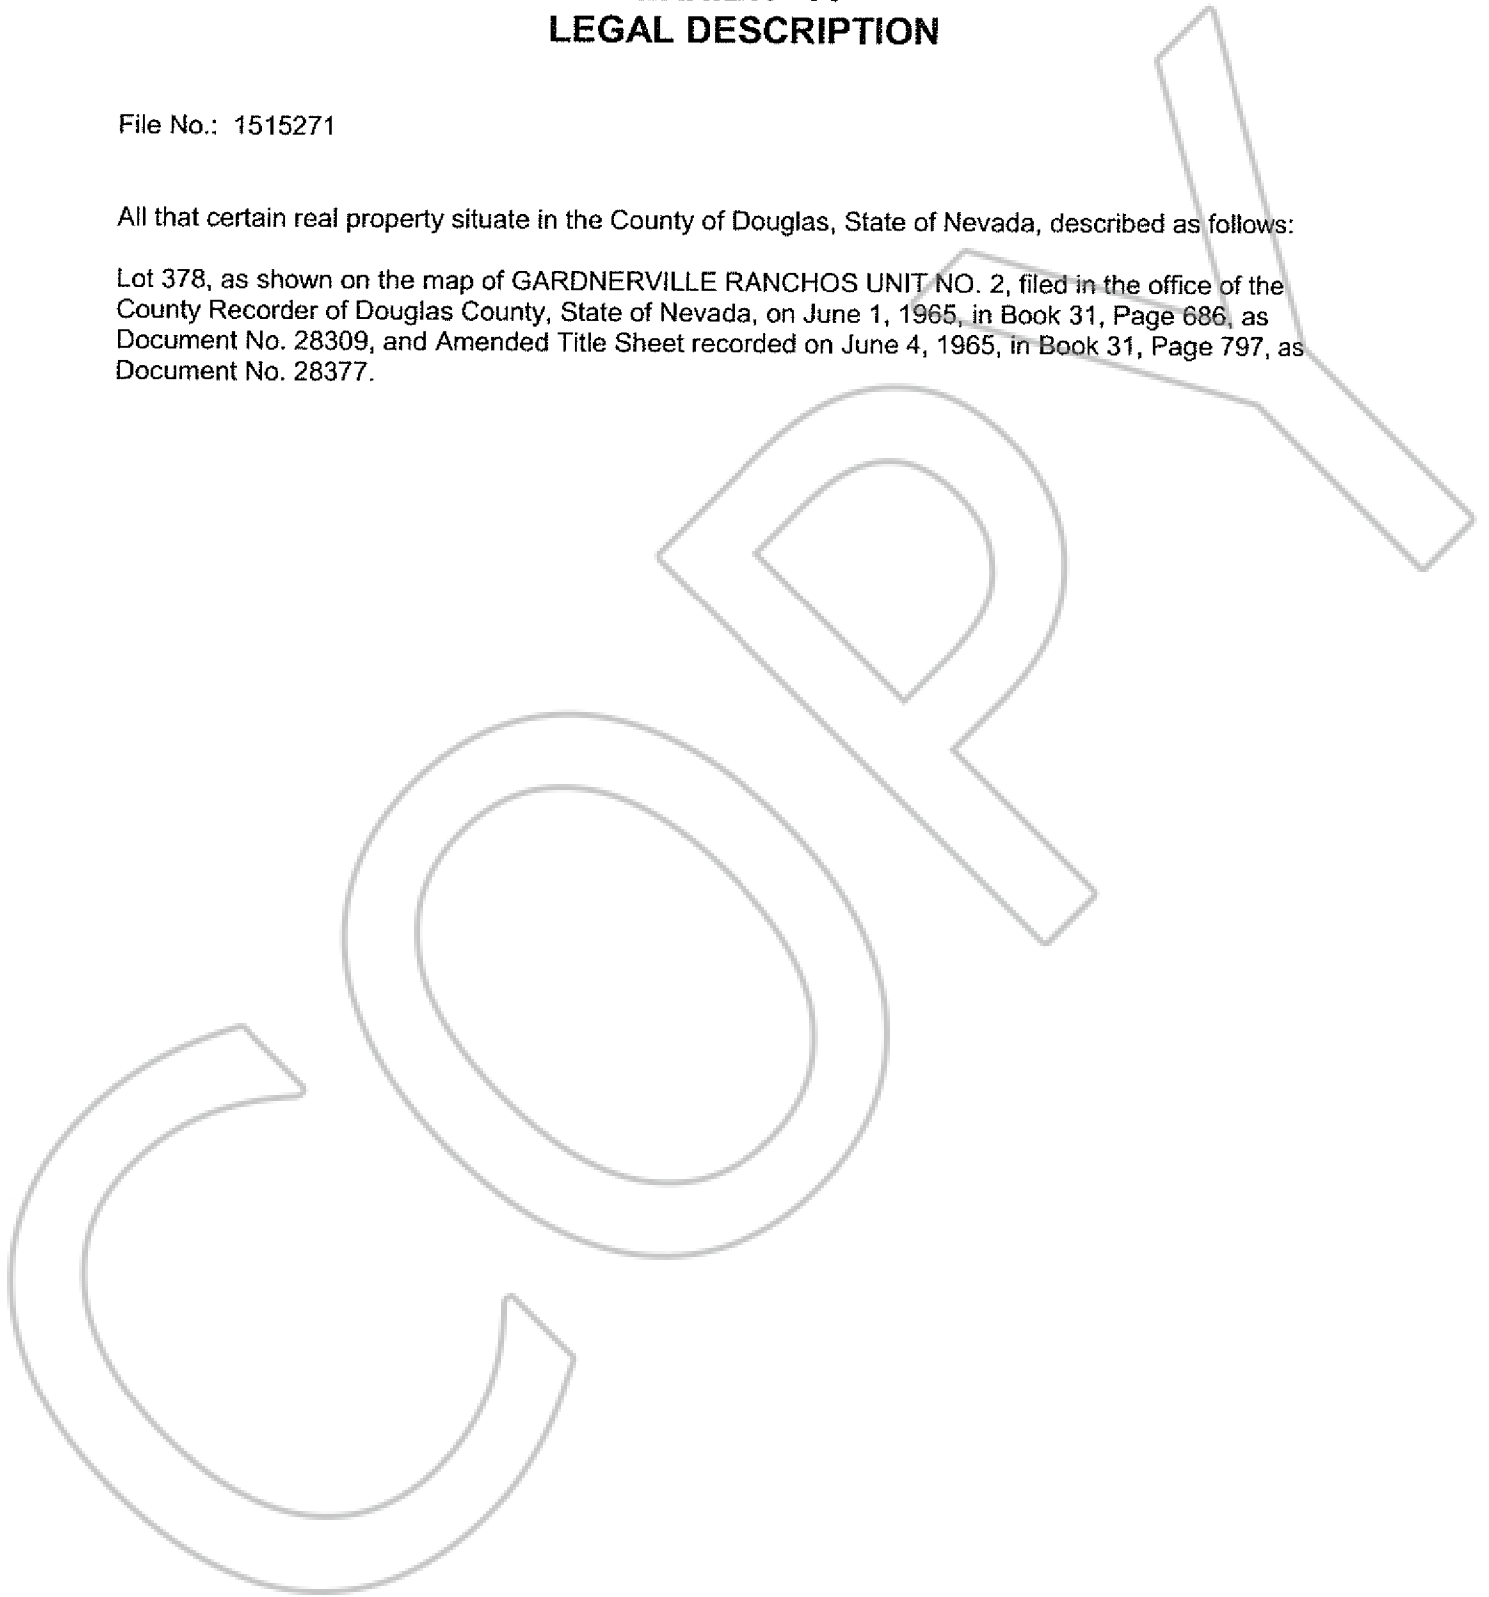 LEGAL DESCRIPTION
File No.: 1515271
All that certain real property situate in the County of Douglas, State of Nevada, described as follows:
Lot 378, as shown on the map of GARDNERVILLE RANCHOS UNIT NO. 2, filed in the office of the
County Recorder of Douglas County, State of Nevada, on June 1, 1965, in Book 31, Page 686, as
Document No. 28309, and Amended Title Sheet recorded on June 4, 1965, in Book 31, Page 797, as
Document No. 28377.
COPY